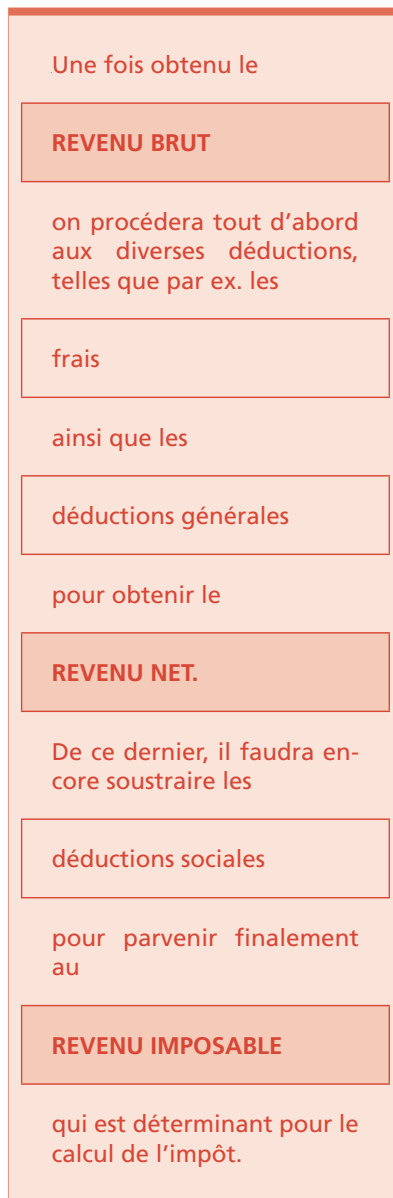 Une fois obtenu le
REVENU BRUT
on procédera tout d’abord
aux diverses déductions,
telles que par ex. les
frais
ainsi que les
déductions générales
pour obtenir le
REVENU NET.
De ce dernier, il faudra en-
core soustraire les
déductions sociales
pour parvenir finalement
au
REVENU IMPOSABLE
qui est déterminant pour le
calcul de l’impôt.